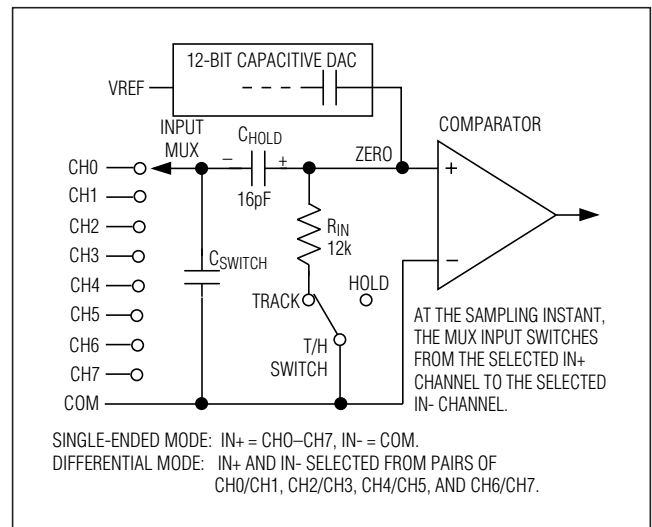 12-BIT CAPACITIVE DAC
VREF
INPUT
MUX
CHOLD
COMPARATOR
– +
ZERO
16pF
+
–
CH0
CH1
CH2
CH3
CH4
CH5
CH6
CH7
COM
CSWITCH
RIN
12k
TRACK
HOLD
T/H
SWITCH
AT THE SAMPLING INSTANT,
THE MUX INPUT SWITCHES
FROM THE SELECTED IN+
CHANNEL TO THE SELECTED
IN- CHANNEL.
SINGLE-ENDED MODE: IN+ = CHO–CH7, IN- = COM.
DIFFERENTIAL MODE: IN+ AND IN- SELECTED FROM PAIRS OF
CH0/CH1, CH2/CH3, CH4/CH5, AND CH6/CH7.